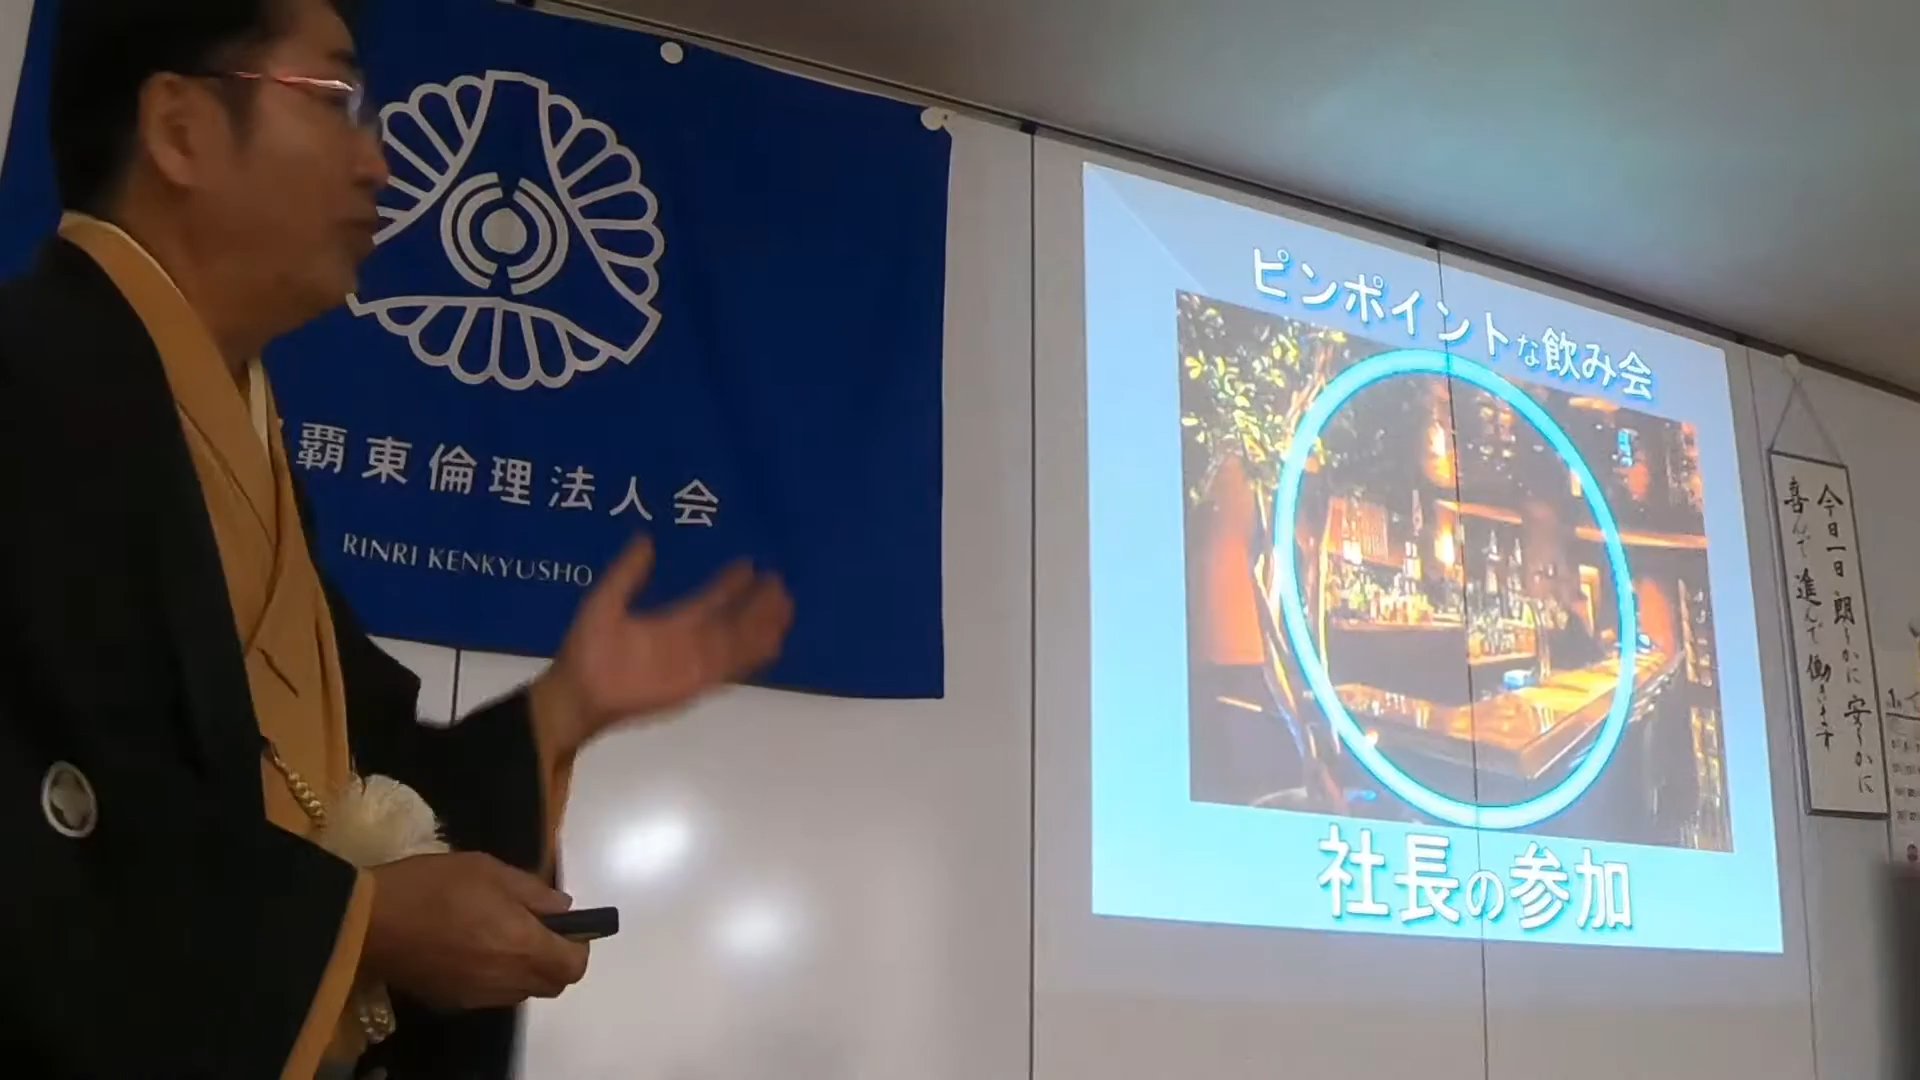 覇東倫理法人会
RINRI KENKYUSHO
ピンポイントな飲み会
社長の参加
今日一日 朗らかに 安らかに
喜んで 進んで 働きます